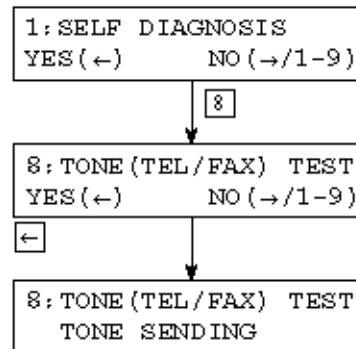 1:SELF DIAGNOSIS
YES(←) NO(→/1-9)
8
8:TONE(TEL/FAX) TEST
YES(←) NO(→/1-9)
←
8:TONE(TEL/FAX) TEST
TONE SENDING